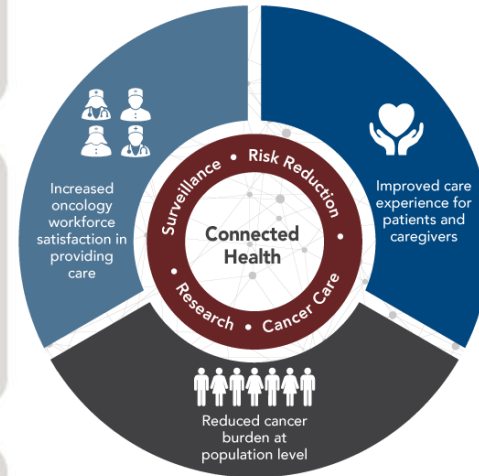 Increased
oncology
workforce
satisfaction in
providing
care
Improved care
experience for
patients and
caregivers
Surveillance • Risk Reduction •
Research • Cancer Care
Connected
Health
Reduced cancer
burden at
population level